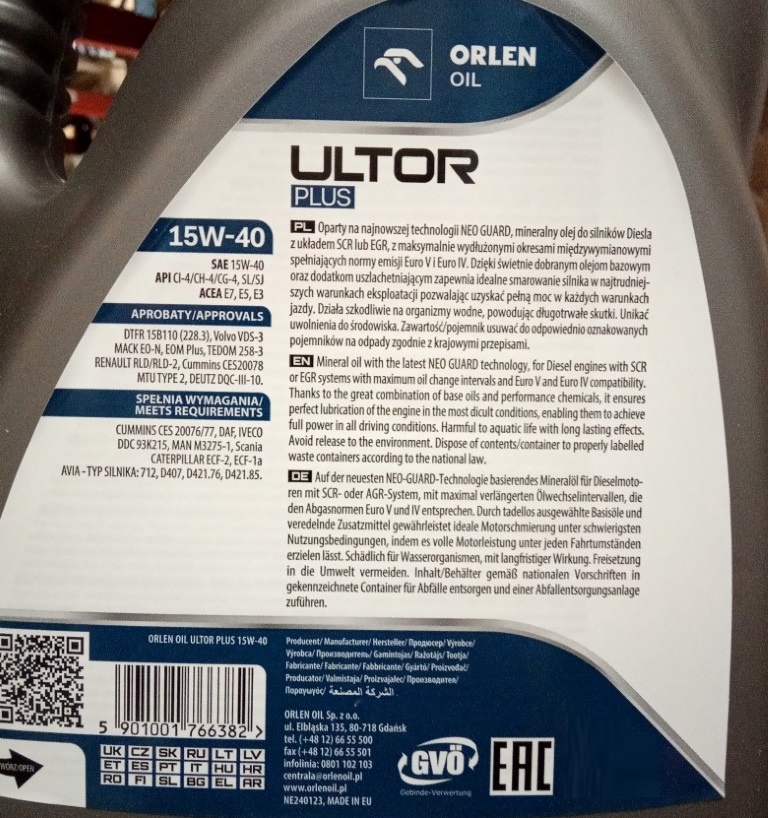 ORLEN
OIL
ULTOR
PLUS
15W-40
SAE 15W-40
API CI-4/CH-4/CG-4, SL/SJ
ACEA E7, E5, E3
APROBATY/APPROVALS
DTFR 15B110 (228.3), Volvo VDS-3
MACK EO-N, EOM Plus, TEDOM 258-3
RENAULT RLD/RLD-2, Cummins CES20078
MTU TYPE 2, DEUTZ DQC-III-10.
SPEŁNIA WYMAGANIA/
MEETS REQUIREMENTS
CUMMINS CES 20076/77, DAF, IVECO
DDC 93K215, MAN M3275-1, Scania
CATERPILLAR ECF-2, ECF-1a
AVIA - TYP SILNIKA: 712, D407, D421.76, D421.85.
PL Oparty na najnowszej technologii NEO GUARD, mineralny olej do silników Diesla
z układem SCR lub EGR, z maksymalnie wydłużonymi okresami międzywymianowymi
spełniających normy emisji Euro V i Euro IV. Dzięki świetnie dobranym olejom bazowym
oraz dodatkom uszlachetniającym zapewnia idealne smarowanie silnika w najtrudniej-
szych warunkach eksploatacji pozwalając uzyskać pełną moc w każdych warunkach
jazdy. Działa szkodliwie na organizmy wodne, powodując długotrwałe skutki. Unikać
uwolnienia do środowiska. Zawartość/pojemnik usuwać do odpowiednio oznakowanych
pojemników na odpady zgodnie z krajowymi przepisami.
EN Mineral oil with the latest NEO GUARD technology, for Diesel engines with SCR
or EGR systems with maximum oil change intervals and Euro V and Euro IV compatibility.
Thanks to the great combination of base oils and performance chemicals, it ensures
perfect lubrication of the engine in the most dicult conditions, enabling them to achieve
full power in all driving conditions. Harmful to aquatic life with long lasting effects.
Avoid release to the environment. Dispose of contents/container to properly labelled
waste containers according to the national law.
DE Auf der neuesten NEO-GUARD-Technologie basierendes Mineralöl für Dieselmoto-
ren mit SCR- oder AGR-System, mit maximal verlängerten Ölwechselintervallen, die
den Abgasnormen Euro V und IV entsprechen. Durch tadellos ausgewählte Basisöle und
veredelnde Zusatzmittel gewährleistet ideale Motorschmierung unter schwierigsten
Nutzungsbedingungen, indem es volle Motorleistung unter jeden Fahrtumständen
erzielen lässt. Schädlich für Wasserorganismen, mit langfristiger Wirkung. Freisetzung
in die Umwelt vermeiden. Inhalt/Behälter gemäß nationalen Vorschriften in
gekennzeichnete Container für Abfälle entsorgen und einer Abfallentsorgungsanlage
zuführen.
ORLEN OIL ULTOR PLUS 15W-40
5 901001 766382 >
UK CZ SK RU LT LV
ET ES PT IT HU HR
RO FI SL BG EL AR
/OPEN
Producent/ Manufacturer/ Hersteller/ Продюсер/ Výrobce/
Výrobca/ Производитель/ Gamintojas/ Ražotājs/ Tootja/
Fabricante/ Fabricante/ Fabbricante/ Gyártó/ Proizvođač/
Producator/ Valmistaja/ Proizvajalec/ Производител/
Παραγωγός/ الشركة المصنعة.
ORLEN OIL Sp. z o.o.
ul. Elbląska 135, 80-718 Gdańsk
tel. (+48 12) 66 55 500
fax (+48 12) 66 55 501
infolinia: 0801 102 103
centrala@orlenoil.pl
www.orlenoil.pl
NE240123, MADE IN EU
GVÖ
Gebinde-Verwertung
EAC